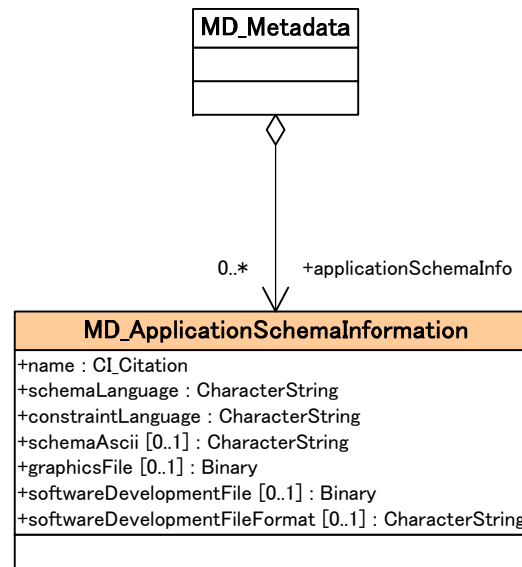 MD_Metadata
0..* +applicationSchemaInfo
MD_ApplicationSchemaInformation
+name : CI_Citation
+schemaLanguage : CharacterString
+constraintLanguage : CharacterString
+schemaAscii [0..1] : CharacterString
+graphicsFile [0..1] : Binary
+softwareDevelopmentFile [0..1] : Binary
+softwareDevelopmentFileFormat [0..1] : CharacterString